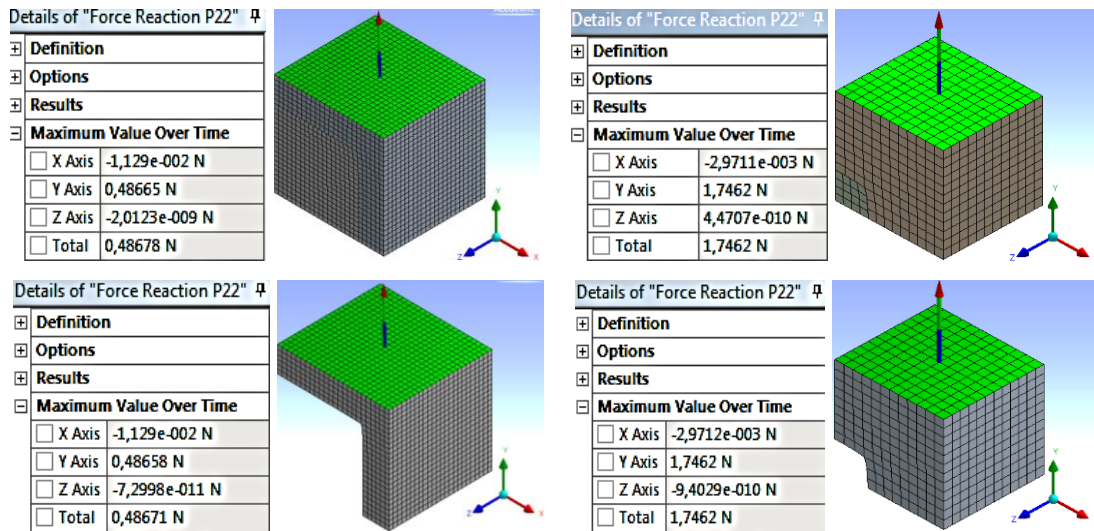 Details of "Force Reaction P22"
Definition
Options
Results
Maximum Value Over Time
X Axis -1,129e-002 N
Y Axis 0,48665 N
Z Axis -2,0123e-009 N
Total 0,48678 N
Y
Z
X
Details of "Force Reaction P22"
Definition
Options
Results
Maximum Value Over Time
X Axis -2,9711e-003 N
Y Axis 1,7462 N
Z Axis 4,4707e-010 N
Total 1,7462 N
Y
Z
X
Details of "Force Reaction P22"
Definition
Options
Results
Maximum Value Over Time
X Axis -1,129e-002 N
Y Axis 0,48658 N
Z Axis -7,2998e-011 N
Total 0,48671 N
Y
Z
X
Details of "Force Reaction P22"
Definition
Options
Results
Maximum Value Over Time
X Axis -2,9712e-003 N
Y Axis 1,7462 N
Z Axis -9,4029e-010 N
Total 1,7462 N
Y
Z
X